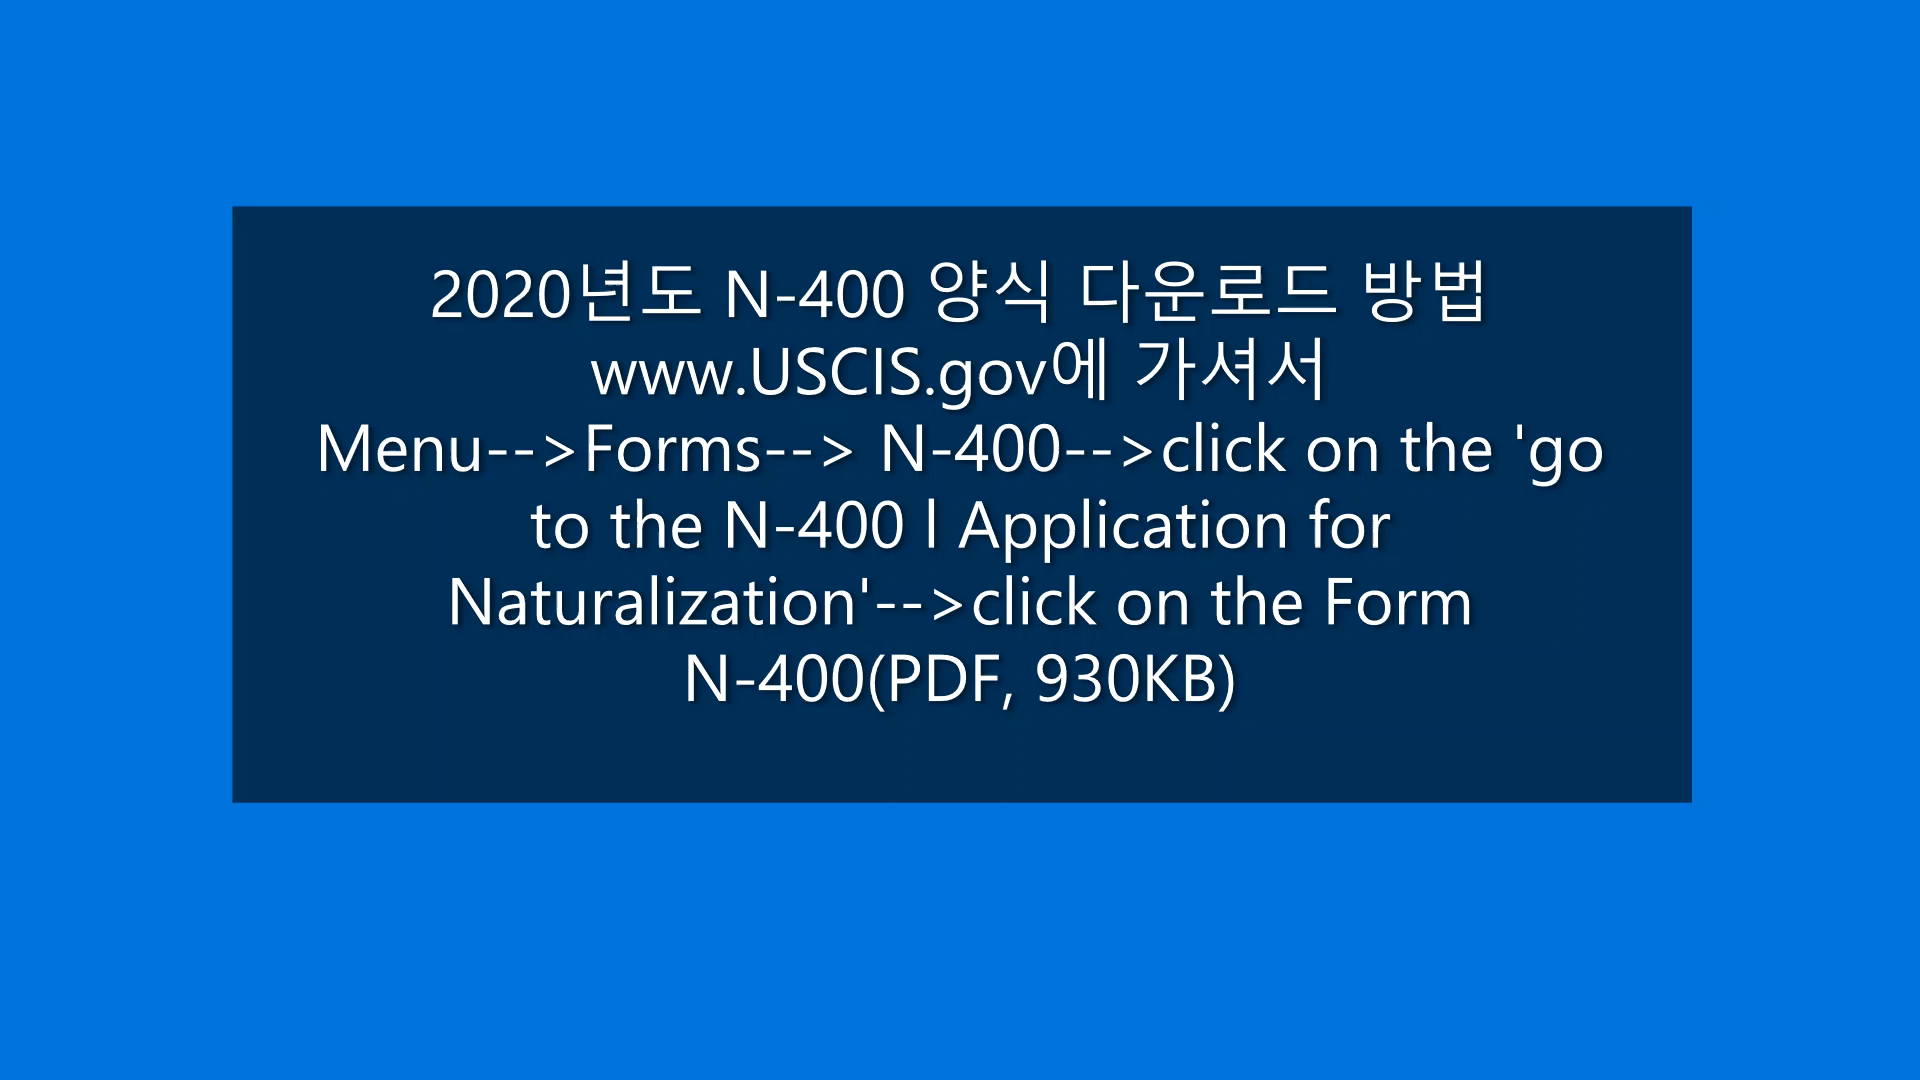 2020년도 N-400 양식 다운로드 방법
www.USCIS.gov에 가셔서
Menu-->Forms--> N-400-->click on the 'go
to the N-400 l Application for
Naturalization'-->click on the Form
N-400(PDF, 930KB)